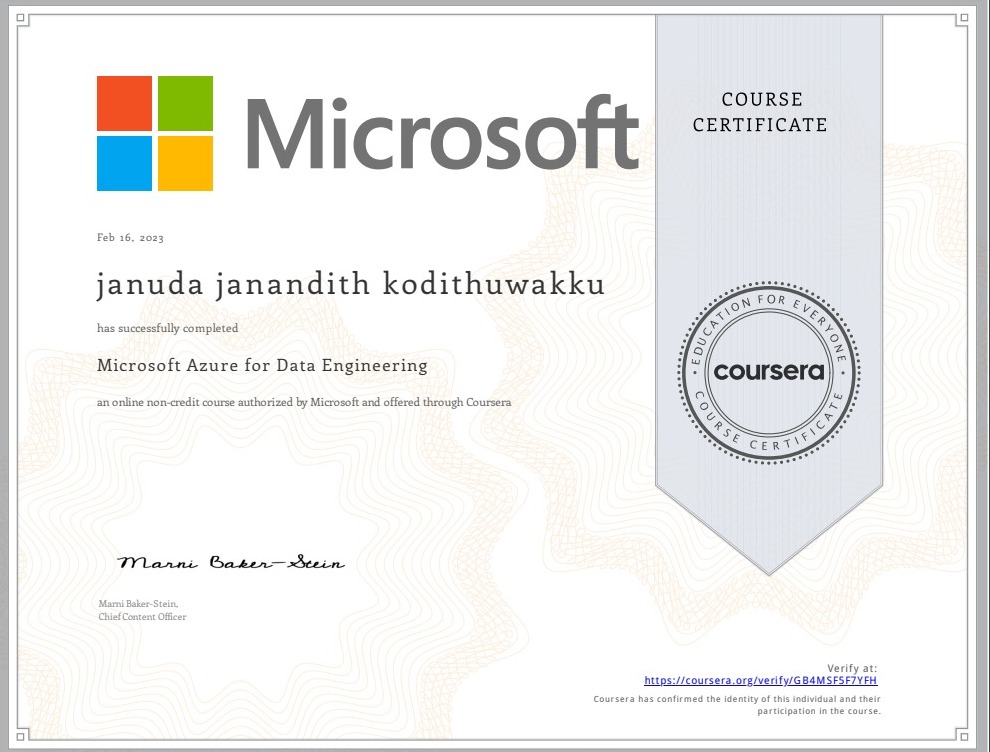 Microsoft
COURSE
CERTIFICATE
Feb 16, 2023
januda janandith kodithuwakku
has successfully completed
Microsoft Azure for Data Engineering
an online non-credit course authorized by Microsoft and offered through Coursera
EDUCATION FOR EVERYONE
coursera
COURSE CERTIFICATE
Marni Baker-Stein
Marni Baker-Stein,
Chief Content Officer
Verify at:
https://coursera.org/verify/GB4MSF5F7YFH
Coursera has confirmed the identity of this individual and their
participation in the course.